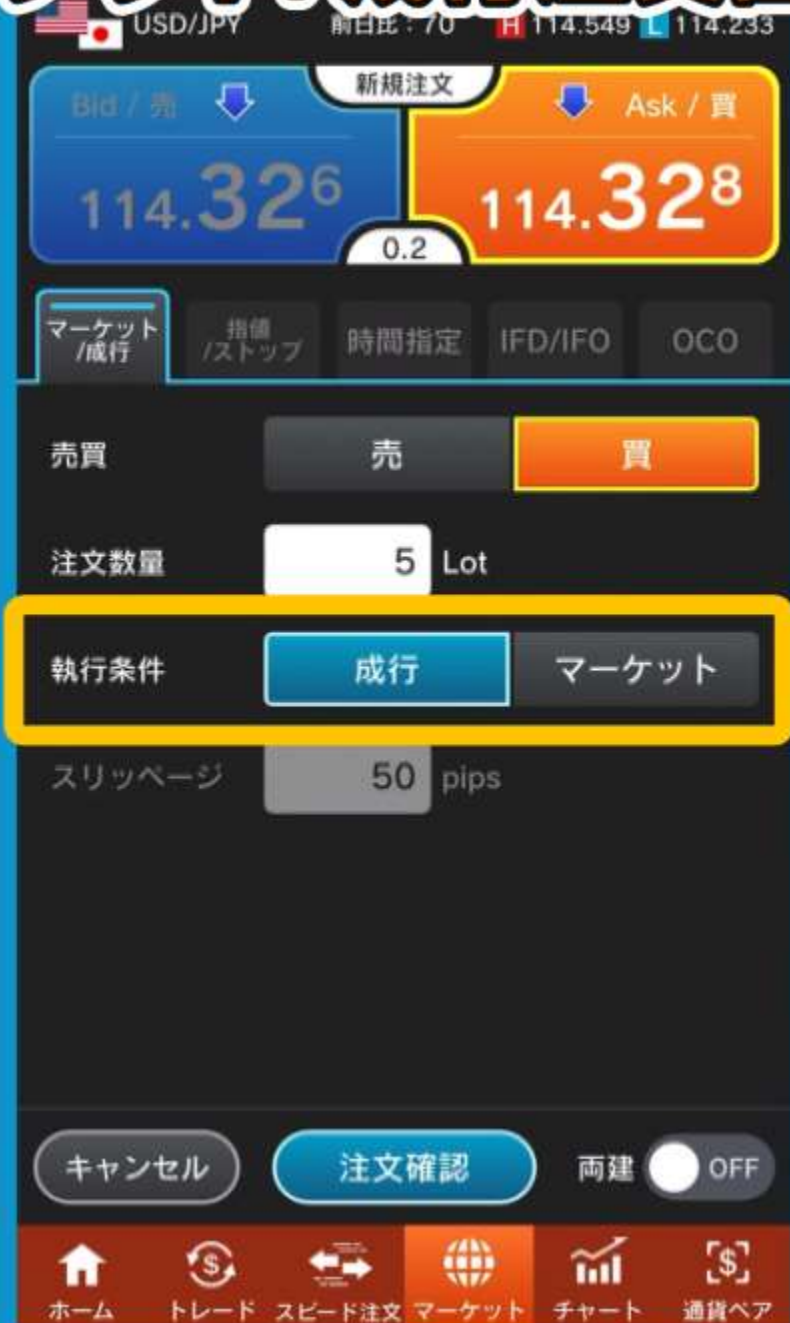 USD/JPY 前日比：70 H 114.549 L 114.233
新規注文
Bid / 売 Ask / 買
114.326 114.328
0.2
マーケット/成行 指値/ストップ 時間指定 IFD/IFO OCO
売買 売 買
注文数量 5 Lot
執行条件 成行 マーケット
スリッページ 50 pips
キャンセル 注文確認 両建 OFF
ホーム トレード スピード注文 マーケット チャート 通貨ペア